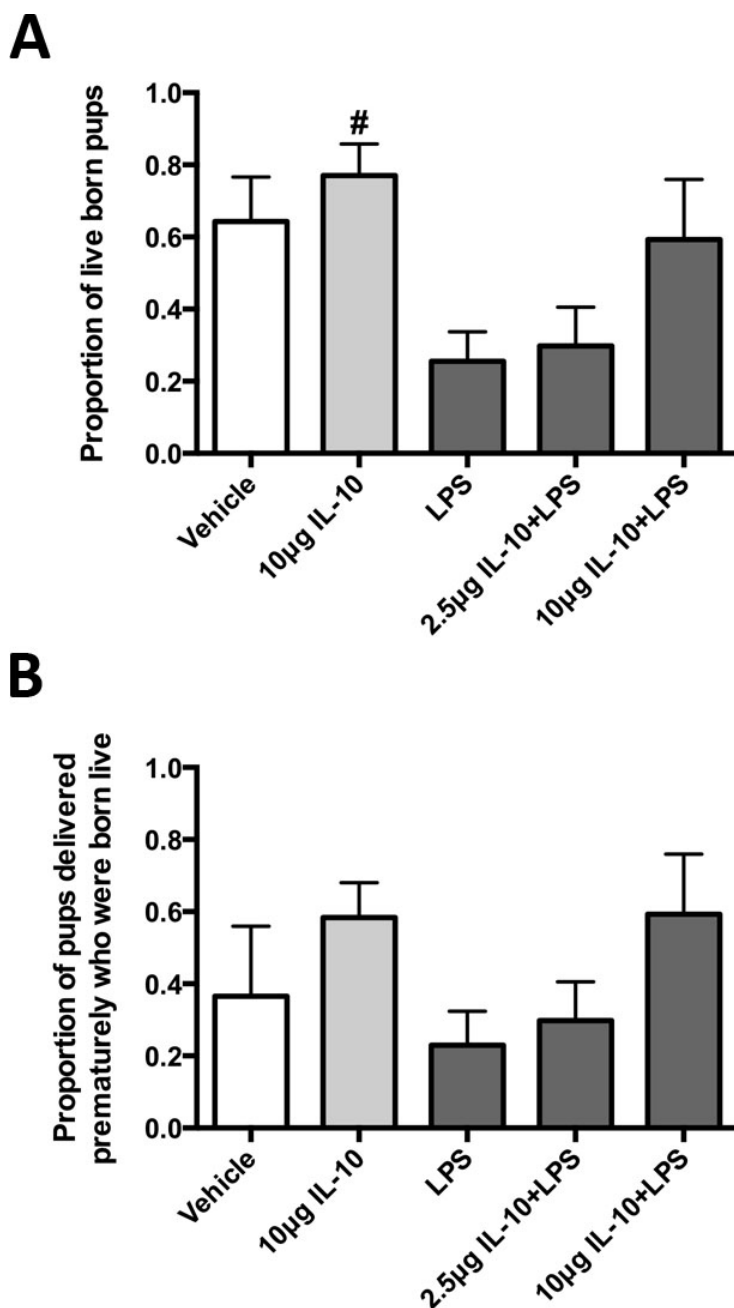 A
Proportion of live born pups
1.0
0.8
0.6
0.4
0.2
0.0
#
Vehicle
10µg IL-10
LPS
2.5µg IL-10+LPS
10µg IL-10+LPS
B
Proportion of pups delivered
prematurely who were born live
1.0
0.8
0.6
0.4
0.2
0.0
Vehicle
10µg IL-10
LPS
2.5µg IL-10+LPS
10µg IL-10+LPS